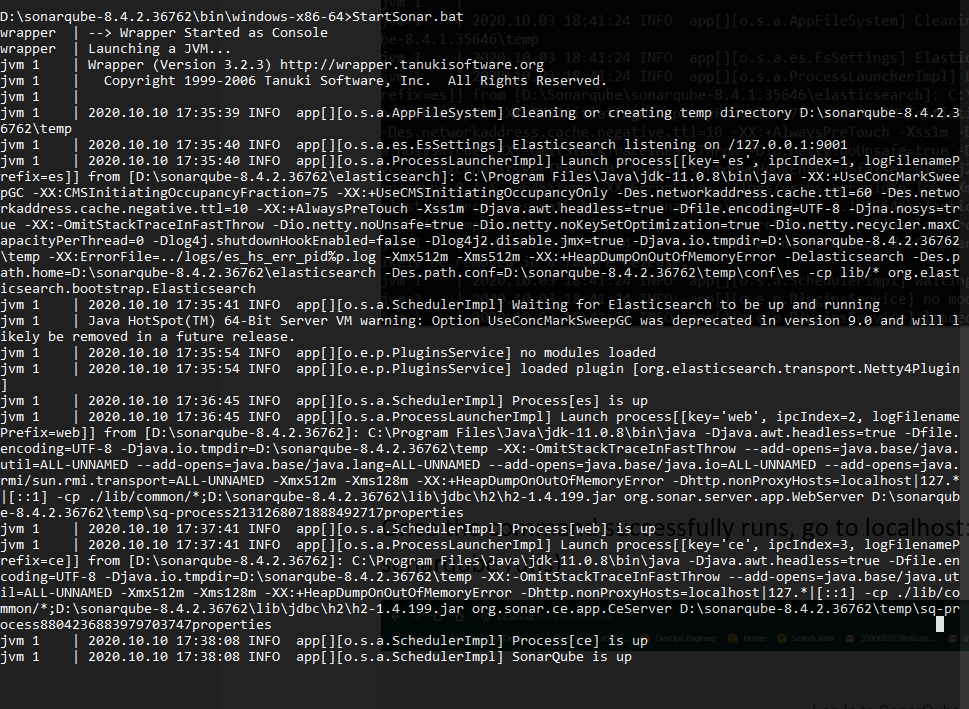 D:\sonarqube-8.4.2.36762\bin\windows-x86-64>StartSonar.bat
wrapper  | --> Wrapper Started as Console
wrapper  | Launching a JVM...
jvm 1    | Wrapper (Version 3.2.3) http://wrapper.tanukisoftware.org
jvm 1    |   Copyright 1999-2006 Tanuki Software, Inc.  All Rights Reserved.
jvm 1    |
jvm 1    | 2020.10.10 17:35:39 INFO  app[][o.s.a.AppFileSystem] Cleaning or creating temp directory D:\sonarqube-8.4.2.3
6762\temp
jvm 1    | 2020.10.10 17:35:40 INFO  app[][o.s.a.es.EsSettings] Elasticsearch listening on /127.0.0.1:9001
jvm 1    | 2020.10.10 17:35:40 INFO  app[][o.s.a.ProcessLauncherImpl] Launch process[[key='es', ipcIndex=1, logFilenameP
refix=es]] from [D:\sonarqube-8.4.2.36762\elasticsearch]: C:\Program Files\Java\jdk-11.0.8\bin\java -XX:+UseConcMarkSwee
pGC -XX:CMSInitiatingOccupancyFraction=75 -XX:+UseCMSInitiatingOccupancyOnly -Des.networkaddress.cache.ttl=60 -Des.netwo
rkaddress.cache.negative.ttl=10 -XX:+AlwaysPreTouch -Xss1m -Djava.awt.headless=true -Dfile.encoding=UTF-8 -Djna.nosys=tr
ue -XX:-OmitStackTraceInFastThrow -Dio.netty.noUnsafe=true -Dio.netty.noKeySetOptimization=true -Dio.netty.recycler.maxC
apacityPerThread=0 -Dlog4j.shutdownHookEnabled=false -Dlog4j2.disable.jmx=true -Djava.io.tmpdir=D:\sonarqube-8.4.2.36762
\temp -XX:ErrorFile=../logs/es_hs_err_pid%p.log -Xmx512m -Xms512m -XX:+HeapDumpOnOutOfMemoryError -Delasticsearch -Des.p
ath.home=D:\sonarqube-8.4.2.36762\elasticsearch -Des.path.conf=D:\sonarqube-8.4.2.36762\temp\conf\es -cp lib/* org.elast
icsearch.bootstrap.Elasticsearch
jvm 1    | 2020.10.10 17:35:41 INFO  app[][o.s.a.SchedulerImpl] Waiting for Elasticsearch to be up and running
jvm 1    | Java HotSpot(TM) 64-Bit Server VM warning: Option UseConcMarkSweepGC was deprecated in version 9.0 and will l
ikely be removed in a future release.
jvm 1    | 2020.10.10 17:35:54 INFO  app[][o.e.p.PluginsService] no modules loaded
jvm 1    | 2020.10.10 17:35:54 INFO  app[][o.e.p.PluginsService] loaded plugin [org.elasticsearch.transport.Netty4Plugin
]
jvm 1    | 2020.10.10 17:36:45 INFO  app[][o.s.a.SchedulerImpl] Process[es] is up
jvm 1    | 2020.10.10 17:36:45 INFO  app[][o.s.a.ProcessLauncherImpl] Launch process[[key='web', ipcIndex=2, logFilename
Prefix=web]] from [D:\sonarqube-8.4.2.36762]: C:\Program Files\Java\jdk-11.0.8\bin\java -Djava.awt.headless=true -Dfile.
encoding=UTF-8 -Djava.io.tmpdir=D:\sonarqube-8.4.2.36762\temp -XX:-OmitStackTraceInFastThrow --add-opens=java.base/java.
util=ALL-UNNAMED --add-opens=java.base/java.lang=ALL-UNNAMED --add-opens=java.base/java.io=ALL-UNNAMED --add-opens=java.
rmi/sun.rmi.transport=ALL-UNNAMED -Xmx512m -Xms128m -XX:+HeapDumpOnOutOfMemoryError -Dhttp.nonProxyHosts=localhost|127.*
|[::1] -cp ./lib/common/*;D:\sonarqube-8.4.2.36762\lib\jdbc\h2\h2-1.4.199.jar org.sonar.server.app.WebServer D:\sonarqub
e-8.4.2.36762\temp\sq-process2131268071888492717properties
jvm 1    | 2020.10.10 17:37:41 INFO  app[][o.s.a.SchedulerImpl] Process[web] is up
jvm 1    | 2020.10.10 17:37:41 INFO  app[][o.s.a.ProcessLauncherImpl] Launch process[[key='ce', ipcIndex=3, logFilenameP
refix=ce]] from [D:\sonarqube-8.4.2.36762]: C:\Program Files\Java\jdk-11.0.8\bin\java -Djava.awt.headless=true -Dfile.en
coding=UTF-8 -Djava.io.tmpdir=D:\sonarqube-8.4.2.36762\temp -XX:-OmitStackTraceInFastThrow --add-opens=java.base/java.ut
il=ALL-UNNAMED -Xmx512m -Xms128m -XX:+HeapDumpOnOutOfMemoryError -Dhttp.nonProxyHosts=localhost|127.*|[::1] -cp ./lib/co
mmon/*;D:\sonarqube-8.4.2.36762\lib\jdbc\h2\h2-1.4.199.jar org.sonar.ce.app.CeServer D:\sonarqube-8.4.2.36762\temp\sq-pr
ocess8804236883979703747properties
jvm 1    | 2020.10.10 17:38:08 INFO  app[][o.s.a.SchedulerImpl] Process[ce] is up
jvm 1    | 2020.10.10 17:38:08 INFO  app[][o.s.a.SchedulerImpl] SonarQube is up